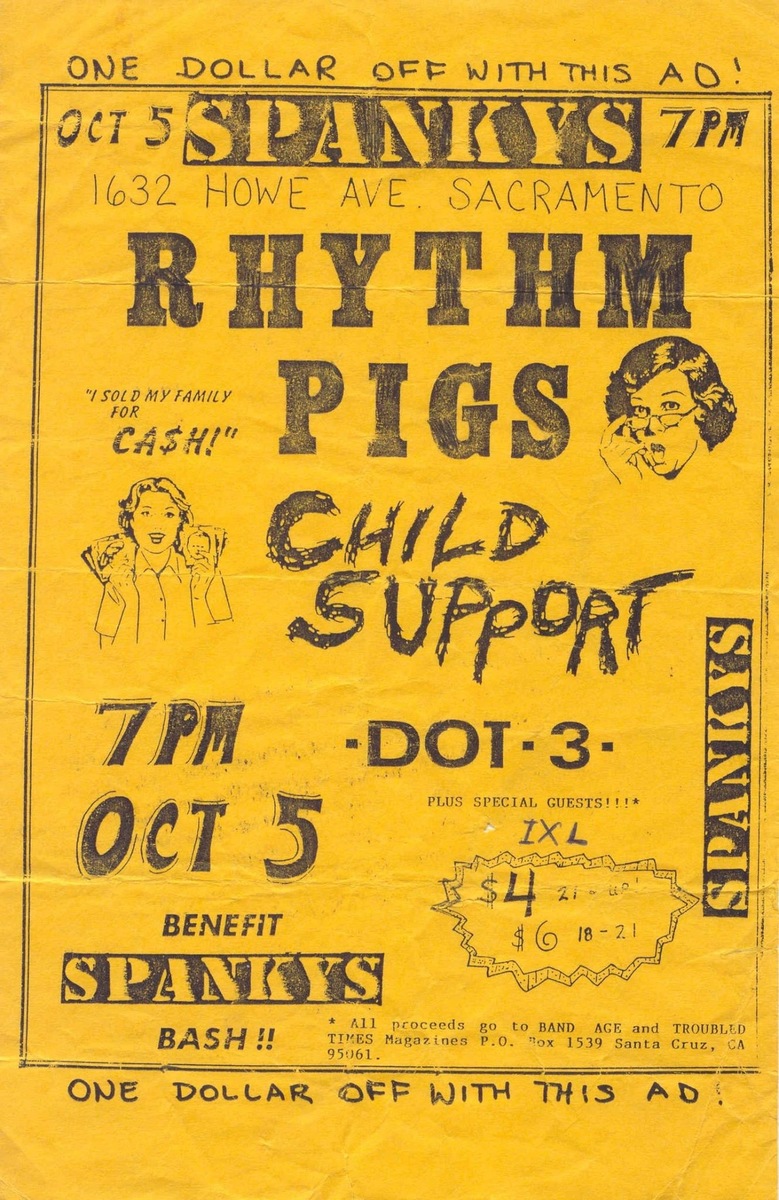 ONE DOLLAR OFF WITH THIS AD!
OCT 5 SPANKYS 7PM
1632 HOWE AVE. SACRAMENTO
RHYTHM
PIGS
"I SOLD MY FAMILY
FOR
CA$H!"
CHILD
SUPPORT
7PM
OCT 5
·DOT·3·
PLUS SPECIAL GUESTS!!!*
IXL
$4 21 - up
$6 18-21
SPANKYS
BENEFIT
SPANKYS
BASH!!
* All proceeds go to BAND AGE and TROUBLED
TIMES Magazines P.O. Box 1539 Santa Cruz, CA
95061.
ONE DOLLAR OFF WITH THIS AD!